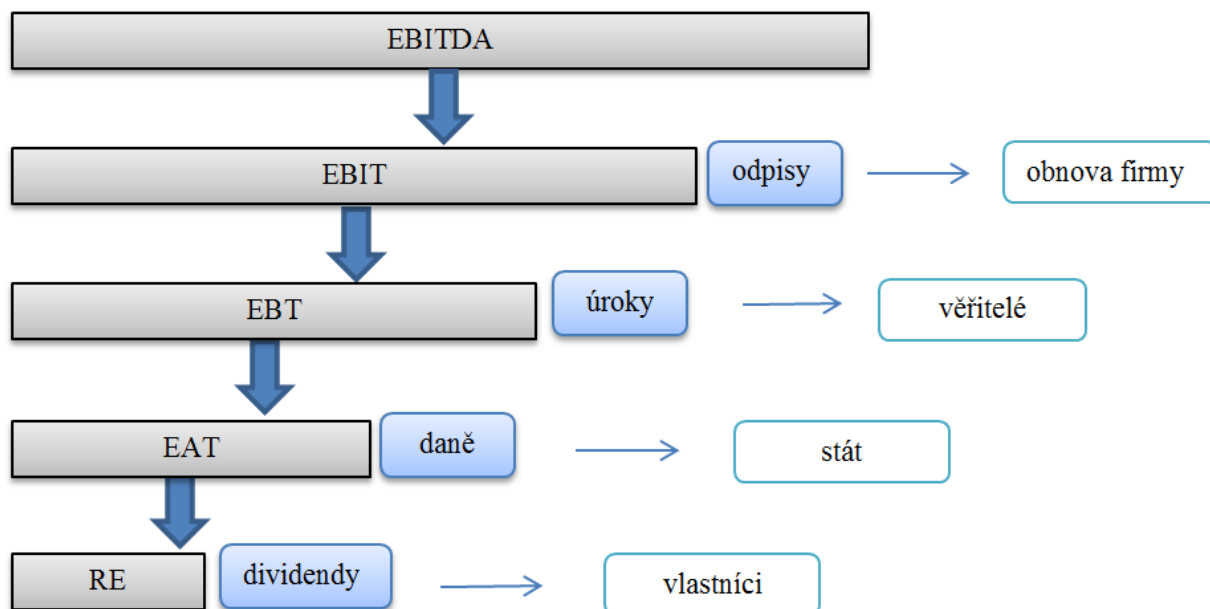 EBITDA
EBIT
odpisy
obnova firmy
EBT
úroky
věřitelé
EAT
daně
stát
RE
dividendy
vlastníci